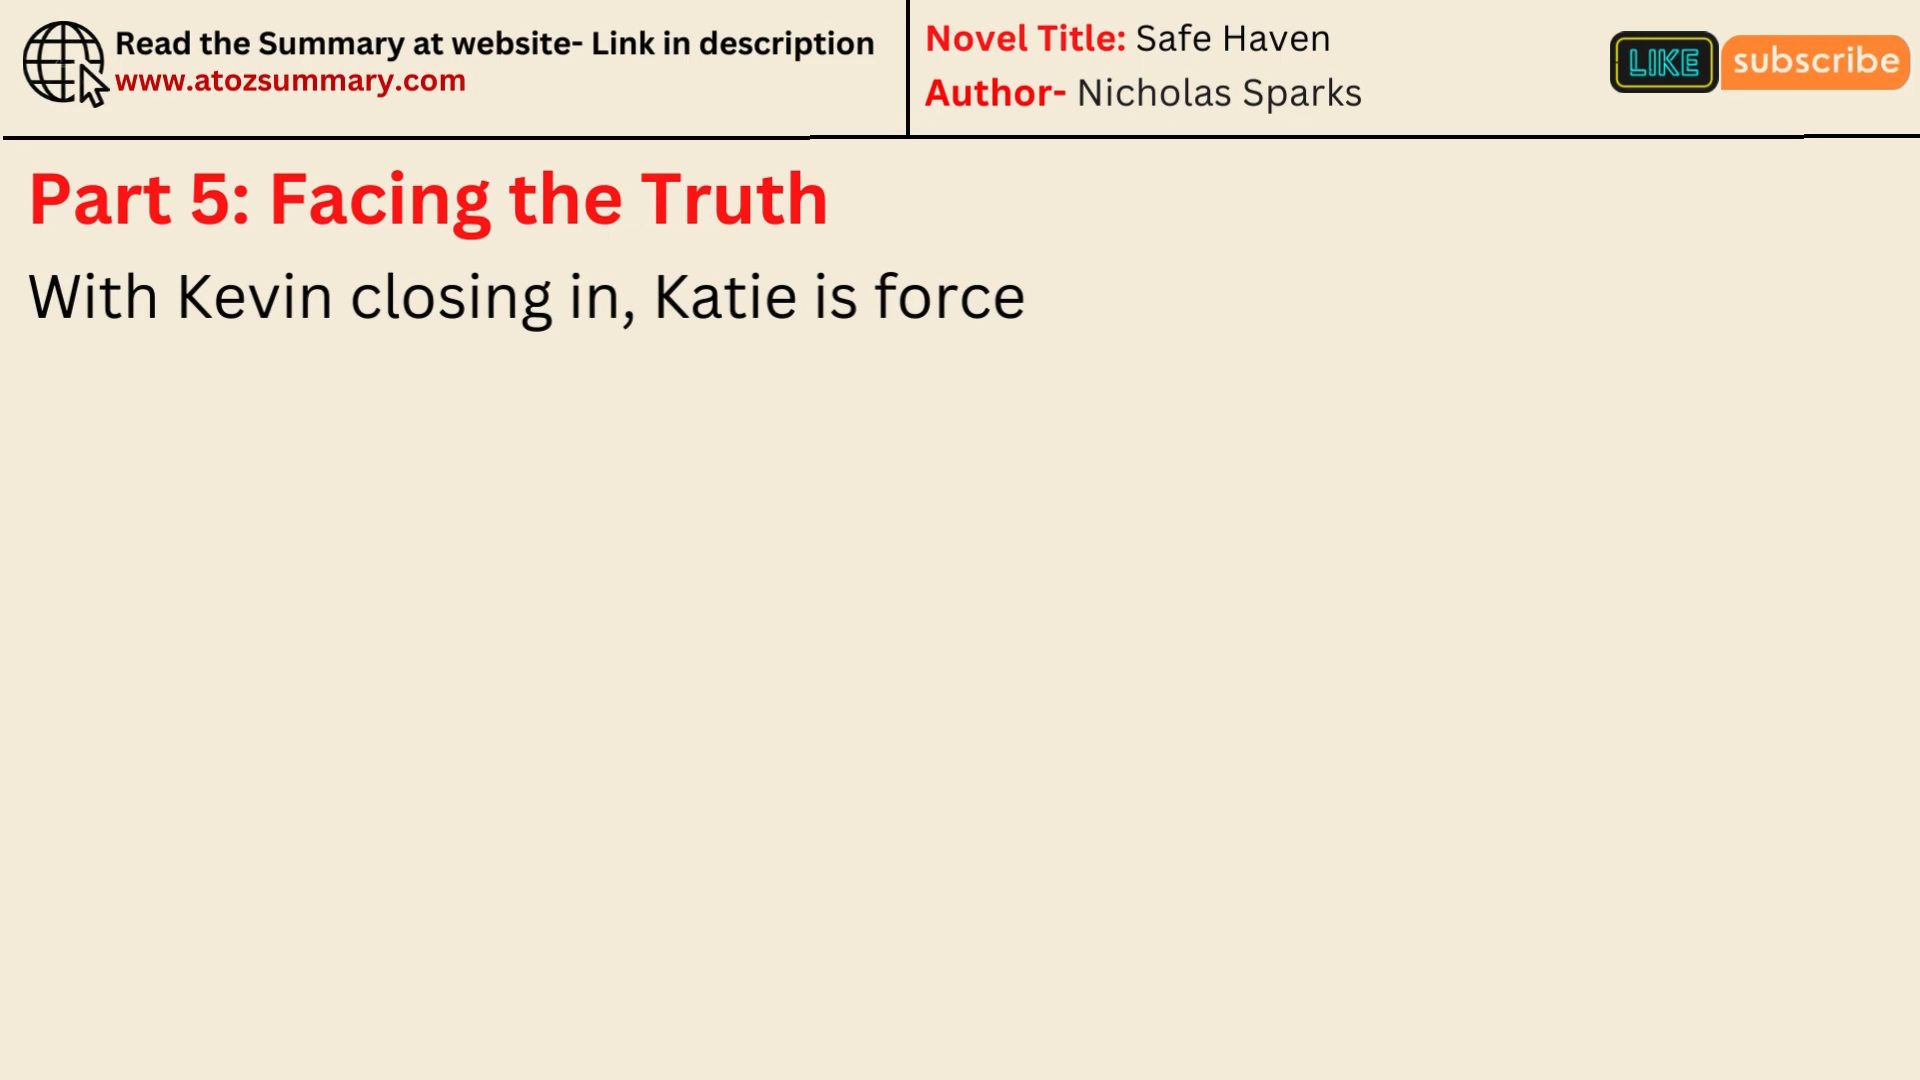 Read the Summary at website- Link in description
www.atozsummary.com
Novel Title: Safe Haven
Author- Nicholas Sparks
LIKE
subscribe
Part 5: Facing the Truth
With Kevin closing in, Katie is force